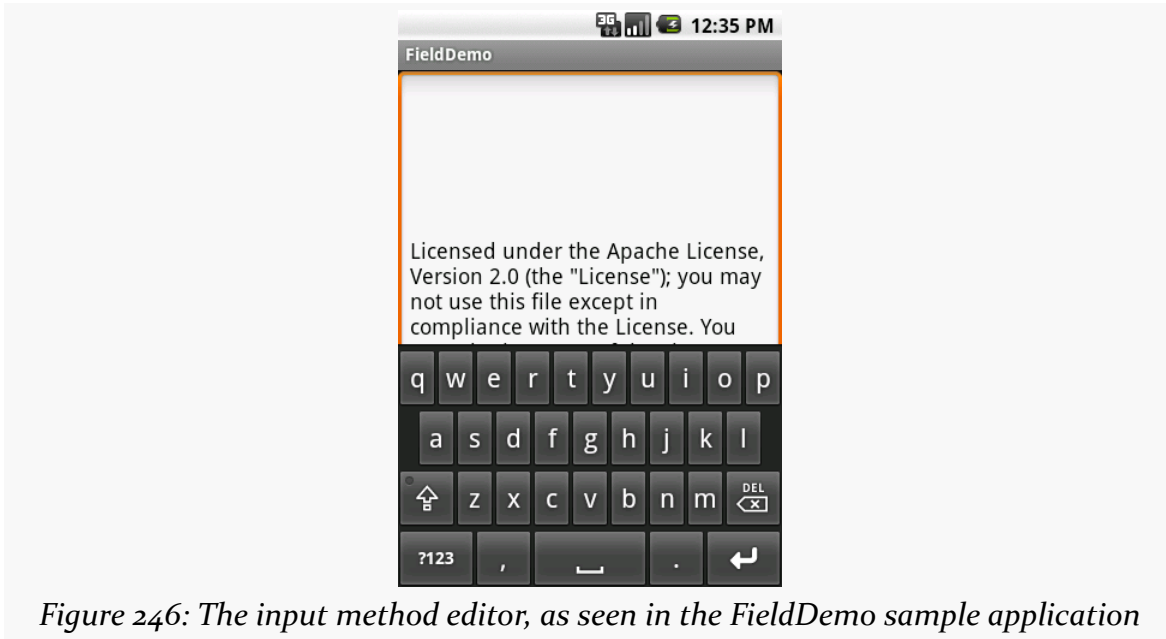 3G 12:35 PM
FieldDemo
Licensed under the Apache License,
Version 2.0 (the "License"); you may
not use this file except in
compliance with the License. You
q w e r t y u i o p
a s d f g h j k l
z x c v b n m DEL
?123 , .
Figure 246: The input method editor, as seen in the FieldDemo sample application